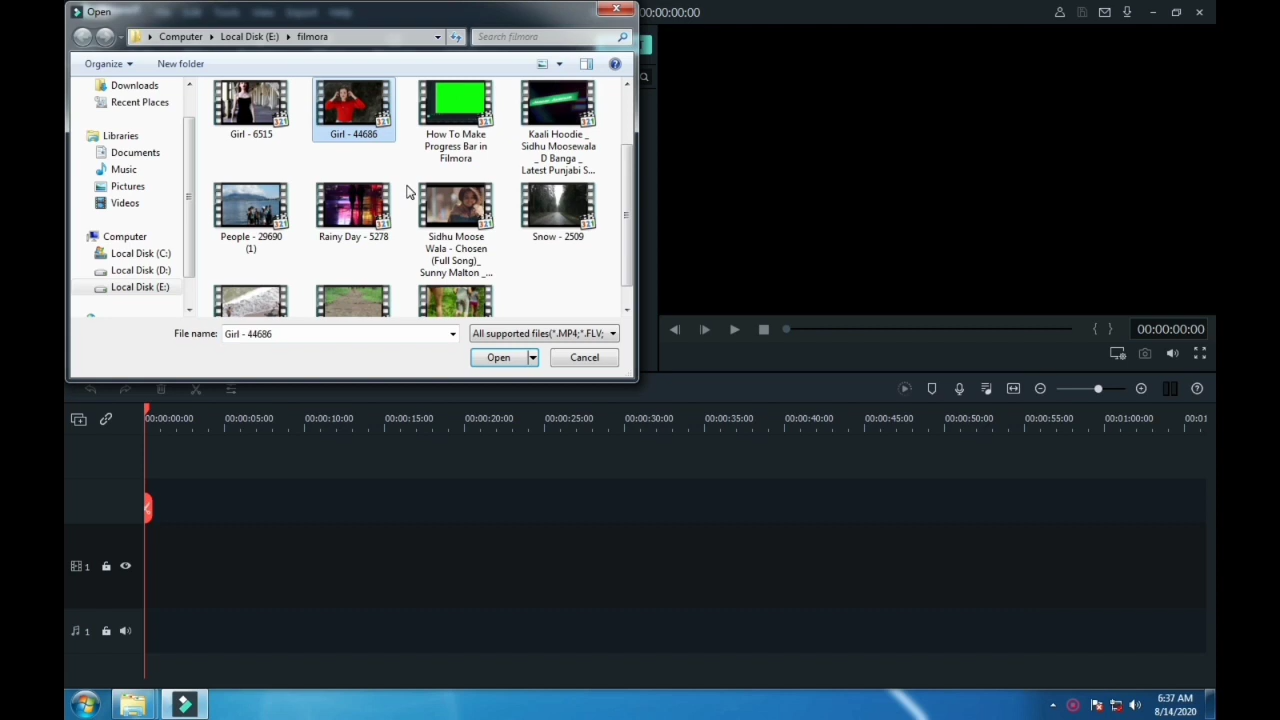 Open
00:00:00:00
Computer
Local Disk (E:)
filmora
Search filmora
Organize
New folder
Downloads
Recent Places
Libraries
Documents
Music
Pictures
Videos
Computer
Local Disk (C:)
Local Disk (D:)
Local Disk (E:)
Girl - 6515
Girl - 44686
How To Make
Progress Bar in
Filmora
Kaali Hoodie _
Sidhu Moosewala
_ D Banga _
Latest Punjabi S...
People - 29690
(1)
Rainy Day - 5278
Sidhu Moose
Wala - Chosen
(Full Song)_
Sunny Malton _...
Snow - 2509
File name:
Girl - 44686
All supported files(*.MP4;*.FLV;
Open
Cancel
{ }
00:00:00:00
00:00:00:00
00:00:05:00
00:00:10:00
00:00:15:00
00:00:20:00
00:00:25:00
00:00:30:00
00:00:35:00
00:00:40:00
00:00:45:00
00:00:50:00
00:00:55:00
00:01:00:00
00:01
1
1
6:37 AM
8/14/2020